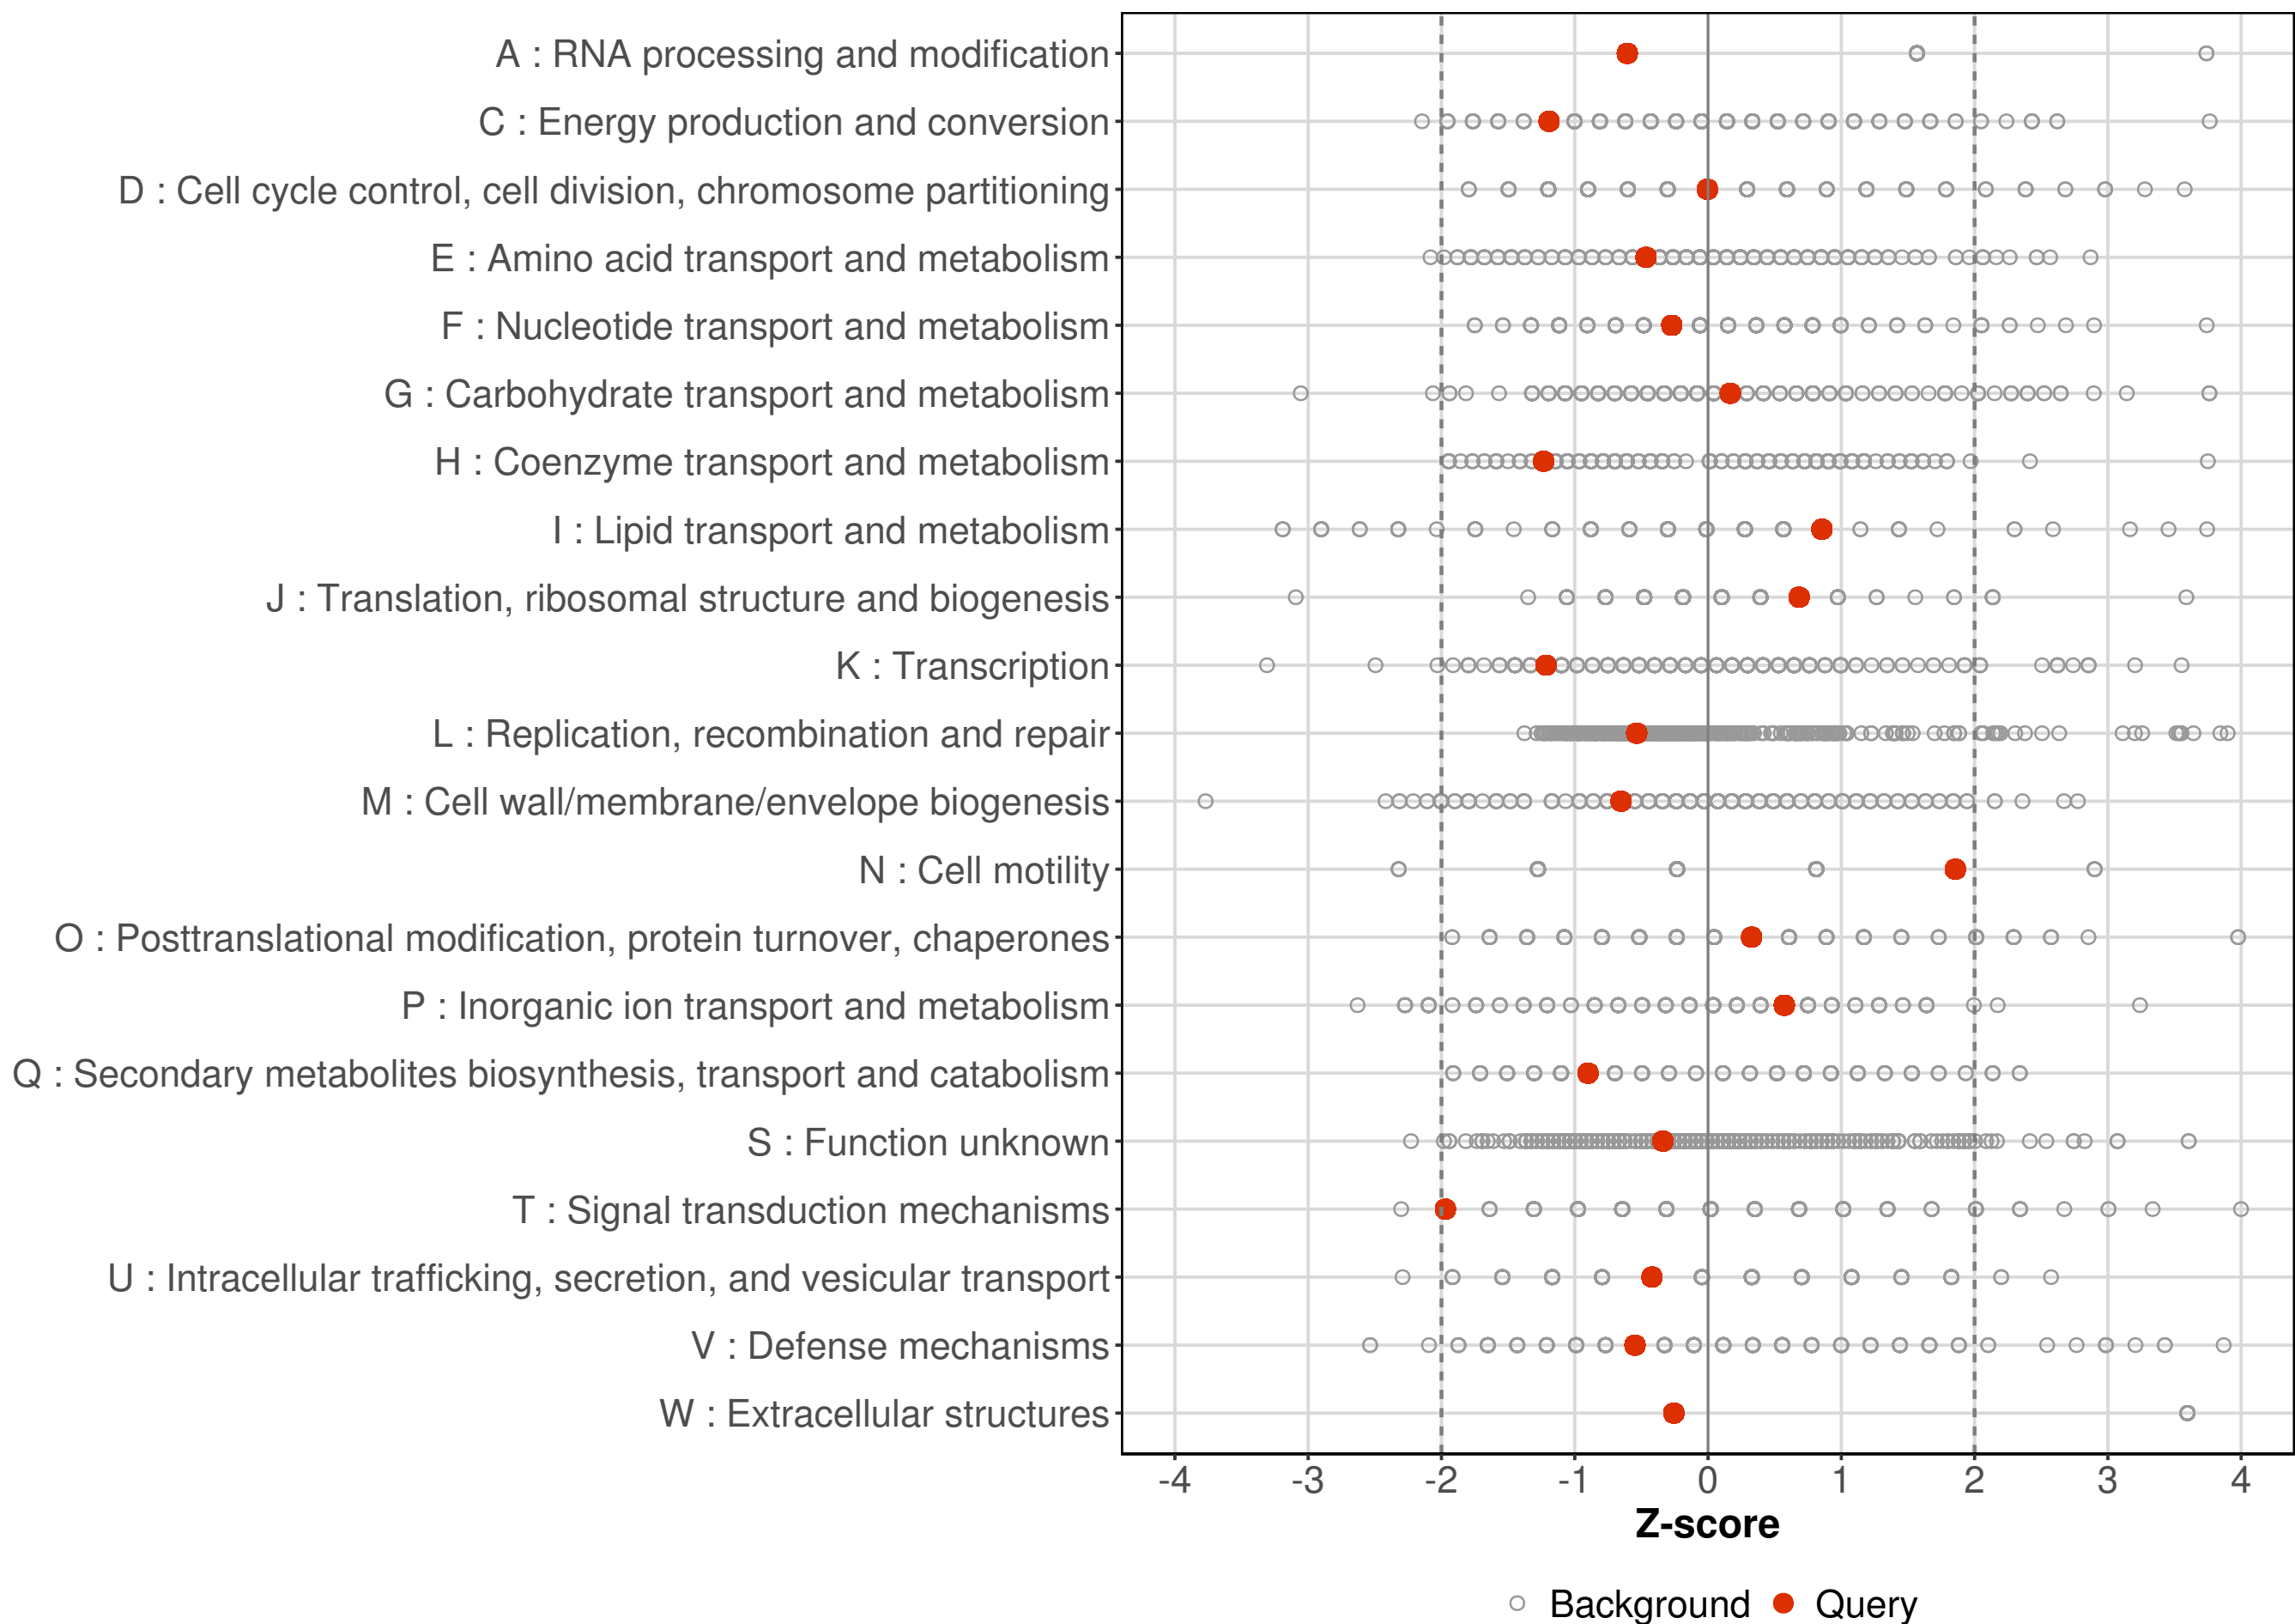 A : RNA processing and modification
C : Energy production and conversion
D : Cell cycle control, cell division, chromosome partitioning
E : Amino acid transport and metabolism
F : Nucleotide transport and metabolism
G : Carbohydrate transport and metabolism
H : Coenzyme transport and metabolism
I : Lipid transport and metabolism
J : Translation, ribosomal structure and biogenesis
K : Transcription
L : Replication, recombination and repair
M : Cell wall/membrane/envelope biogenesis
N : Cell motility
O : Posttranslational modification, protein turnover, chaperones
P : Inorganic ion transport and metabolism
Q : Secondary metabolites biosynthesis, transport and catabolism
S : Function unknown
T : Signal transduction mechanisms
U : Intracellular trafficking, secretion, and vesicular transport
V : Defense mechanisms
W : Extracellular structures
-4 -3 -2 -1 0 1 2 3 4
Z-score
Background Query